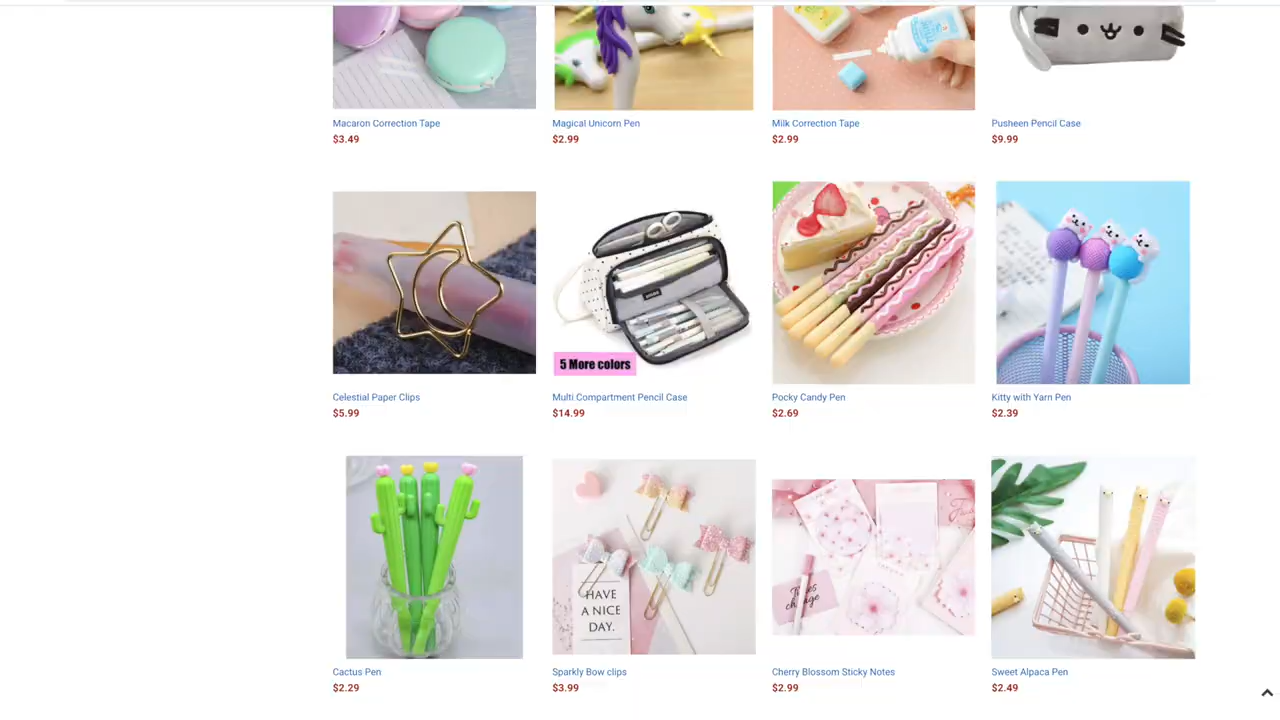 Macaron Correction Tape
$3.49
Magical Unicorn Pen
$2.99
Milk Correction Tape
$2.99
Pusheen Pencil Case
$9.99
5 More colors
Celestial Paper Clips
$5.99
Multi Compartment Pencil Case
$14.99
Pocky Candy Pen
$2.69
Kitty with Yarn Pen
$2.39
HAVE
A NICE
DAY.
Cactus Pen
$2.29
Sparkly Bow clips
$3.99
Cherry Blossom Sticky Notes
$2.99
Sweet Alpaca Pen
$2.49